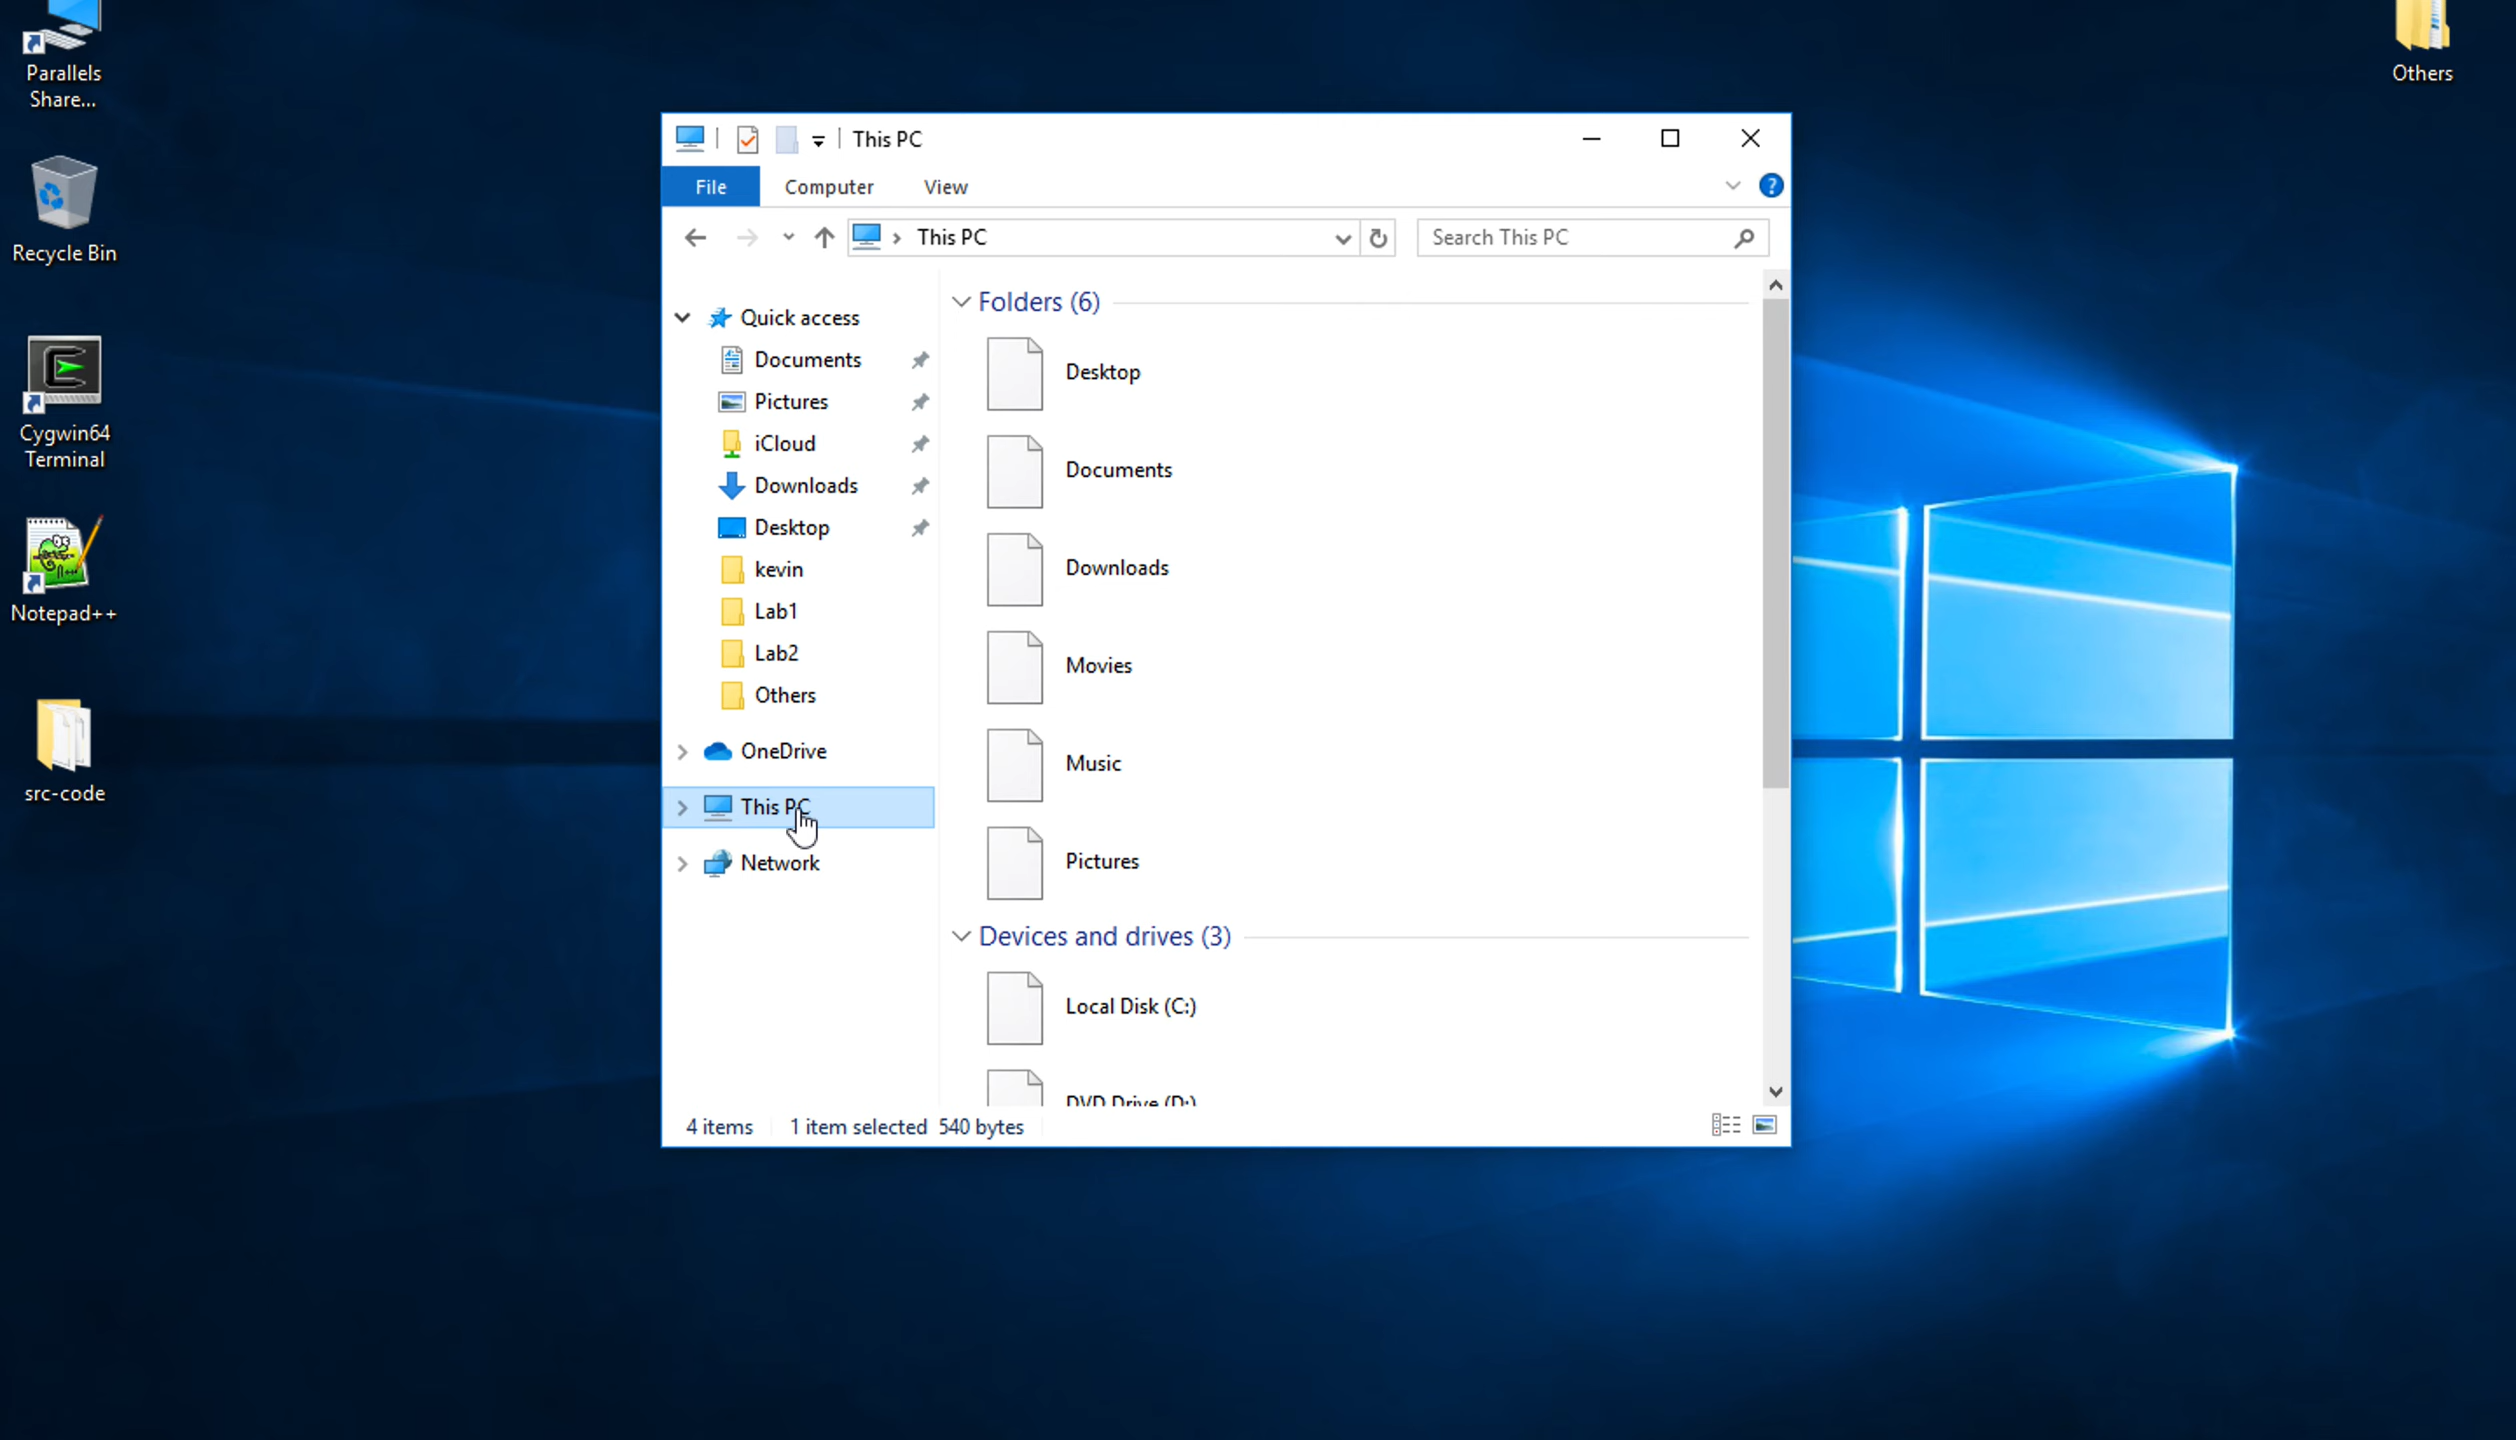 Parallels
Share...
Recycle Bin
Cygwin64
Terminal
Notepad++
src-code
Others
This PC
File
Computer
View
This PC
Search This PC
Quick access
Documents
Pictures
iCloud
Downloads
Desktop
kevin
Lab1
Lab2
Others
OneDrive
This PC
Network
Folders (6)
Desktop
Documents
Downloads
Movies
Music
Pictures
Devices and drives (3)
Local Disk (C:)
DVD Drive (D:)
4 items
1 item selected 540 bytes